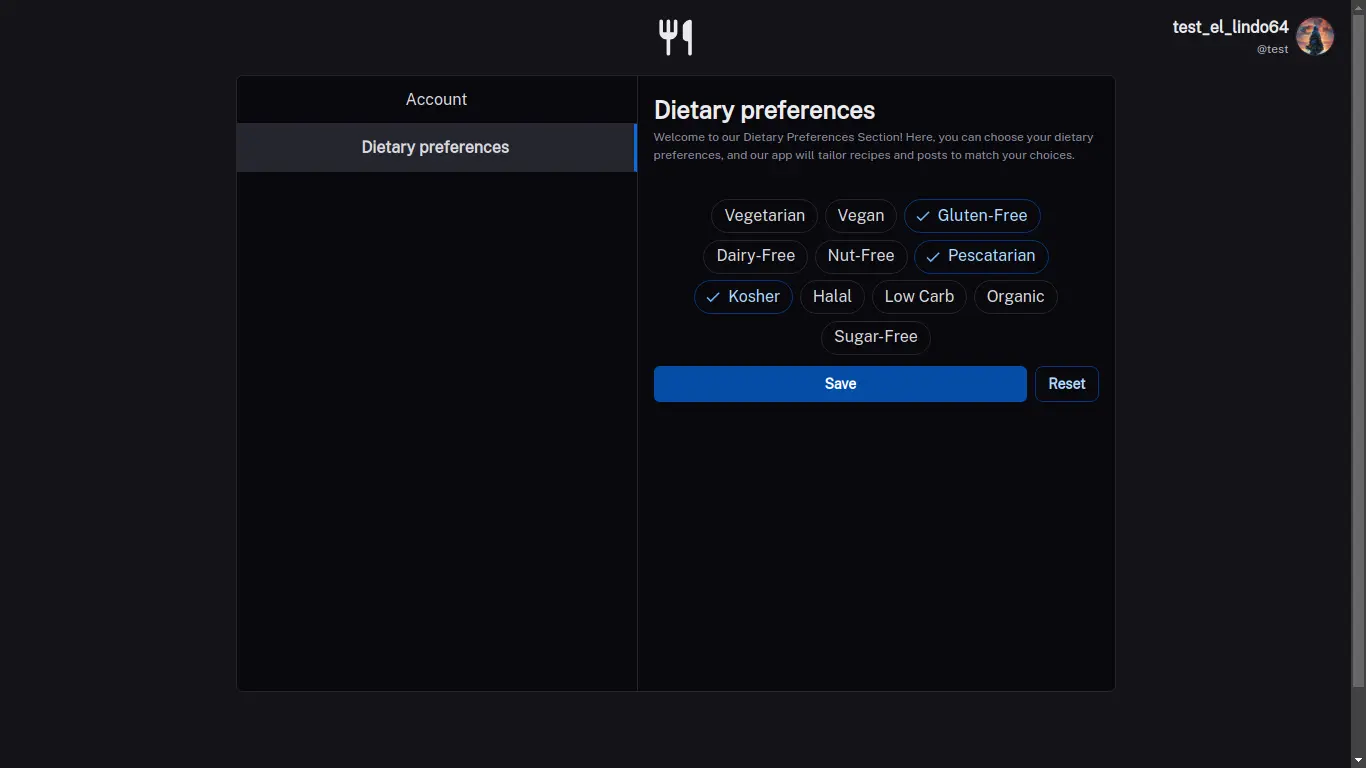 test_el_lindo64
@test
Account
Dietary preferences
Dietary preferences
Welcome to our Dietary Preferences Section! Here, you can choose your dietary
preferences, and our app will tailor recipes and posts to match your choices.
Vegetarian Vegan Gluten-Free
Dairy-Free Nut-Free Pescatarian
Kosher Halal Low Carb Organic
Sugar-Free
Save Reset